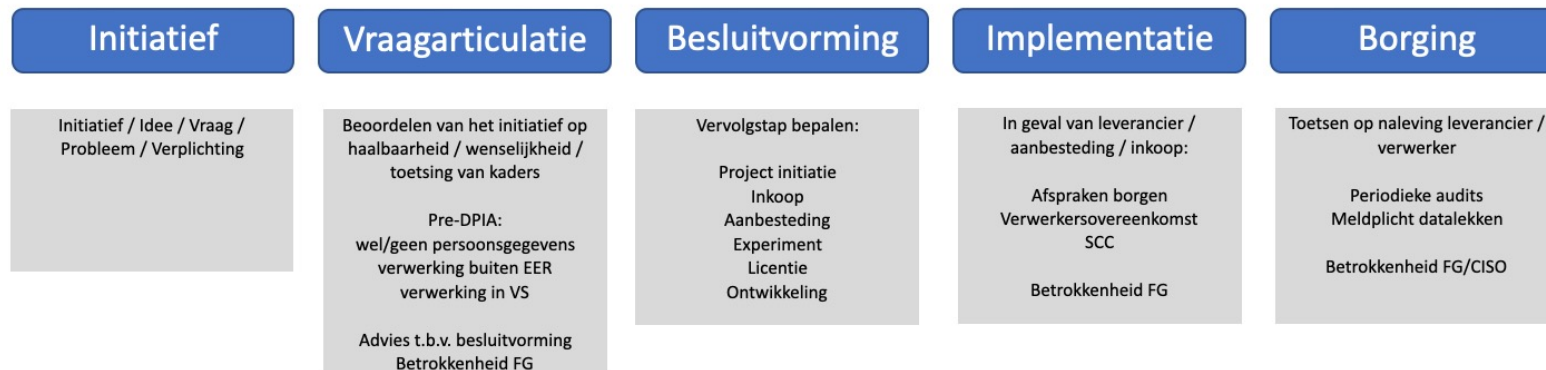 Initiatief
Vraagarticulatie
Besluitvorming
Implementatie
Borging
Initiatief / Idee / Vraag /
Probleem / Verplichting
Beoordelen van het initiatief op
haalbaarheid / wenselijkheid /
toetsing van kaders
Pre-DPIA:
wel/geen persoonsgegevens
verwerking buiten EER
verwerking in VS
Advies t.b.v. besluitvorming
Betrokkenheid FG
Vervolgstap bepalen:
Project initiatie
Inkoop
Aanbesteding
Experiment
Licentie
Ontwikkeling
In geval van leverancier /
aanbesteding / inkoop:
Afspraken borgen
Verwerkersovereenkomst
SCC
Betrokkenheid FG
Toetsen op naleving leverancier /
verwerker
Periodieke audits
Meldplicht datalekken
Betrokkenheid FG/CISO